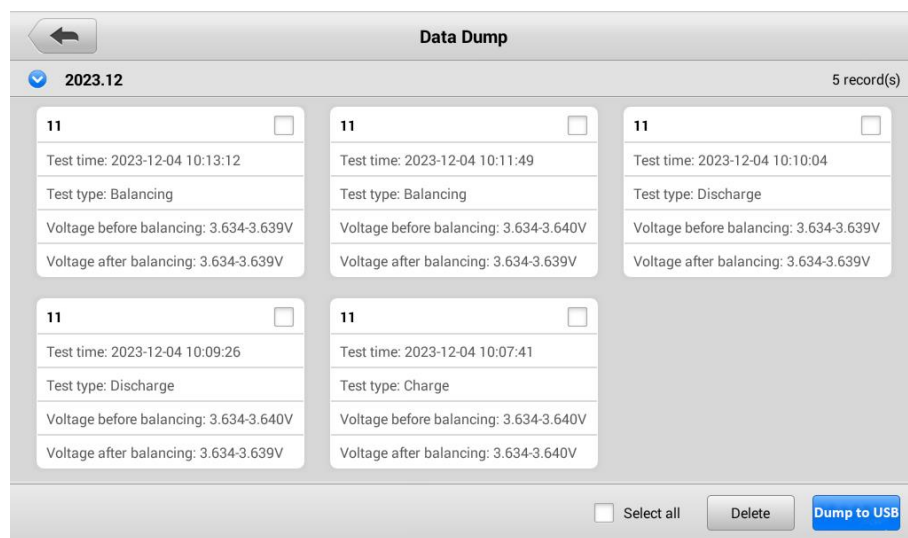 Data Dump
2023.12
5 record(s)
11
Test time: 2023-12-04 10:13:12
Test type: Balancing
Voltage before balancing: 3.634-3.639V
Voltage after balancing: 3.634-3.639V
11
Test time: 2023-12-04 10:11:49
Test type: Balancing
Voltage before balancing: 3.634-3.640V
Voltage after balancing: 3.634-3.639V
11
Test time: 2023-12-04 10:10:04
Test type: Discharge
Voltage before balancing: 3.634-3.639V
Voltage after balancing: 3.634-3.639V
11
Test time: 2023-12-04 10:09:26
Test type: Discharge
Voltage before balancing: 3.634-3.640V
Voltage after balancing: 3.634-3.639V
11
Test time: 2023-12-04 10:07:41
Test type: Charge
Voltage before balancing: 3.634-3.640V
Voltage after balancing: 3.634-3.640V
Select all
Delete
Dump to USB